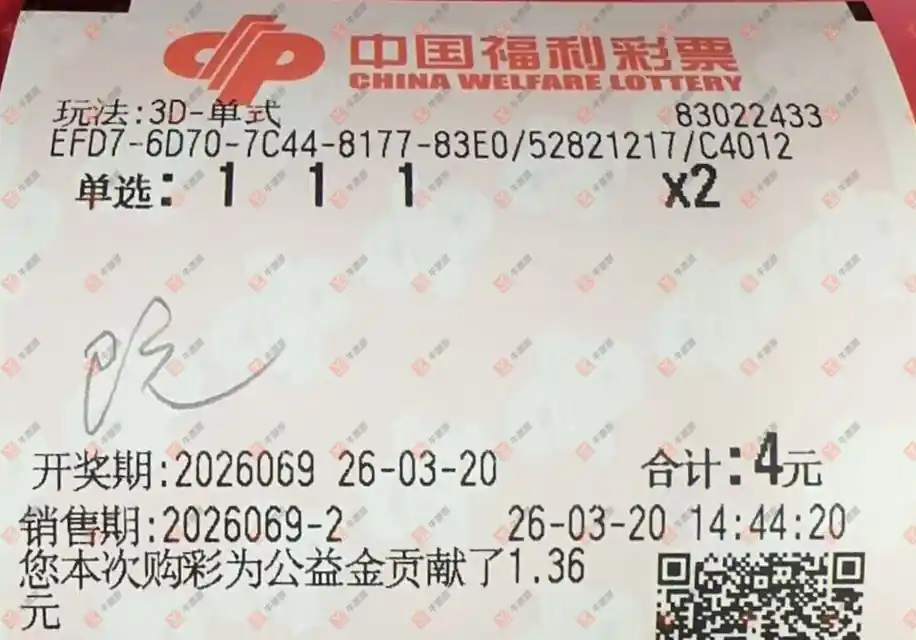 中国福利彩票
CHINA WELFARE LOTTERY
玩法:3D-单式 83022433
EFD7-6D70-7C44-8177-83E0/52821217/C4012
单选: 1 1 1 x2
阮
开奖期:2026069 26-03-20 合计:4元
销售期:2026069-2 26-03-20 14:44:20
您本次购彩为公益金贡献了1.36
元